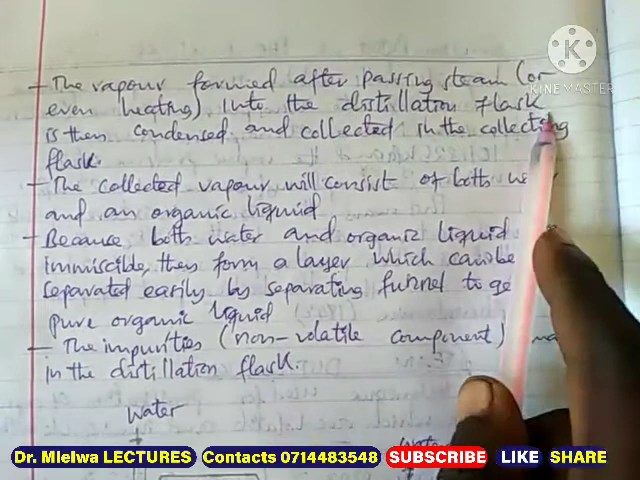 KINEMASTER
- The vapour formed after passing steam (or
even heating) into the distillation flask
is then condensed and collected in the collecting
flask.
- The collected vapour will consist of both
and an organic liquid
- Because both water and organic liquid
immiscible, they form a layer which can be
separated easily by separating funnel to ge
pure organic liquid
- The impurities (non-volatile component)
in the distillation flask.
Water
Dr. Mlelwa LECTURES Contacts 0714483548 SUBSCRIBE LIKE SHARE